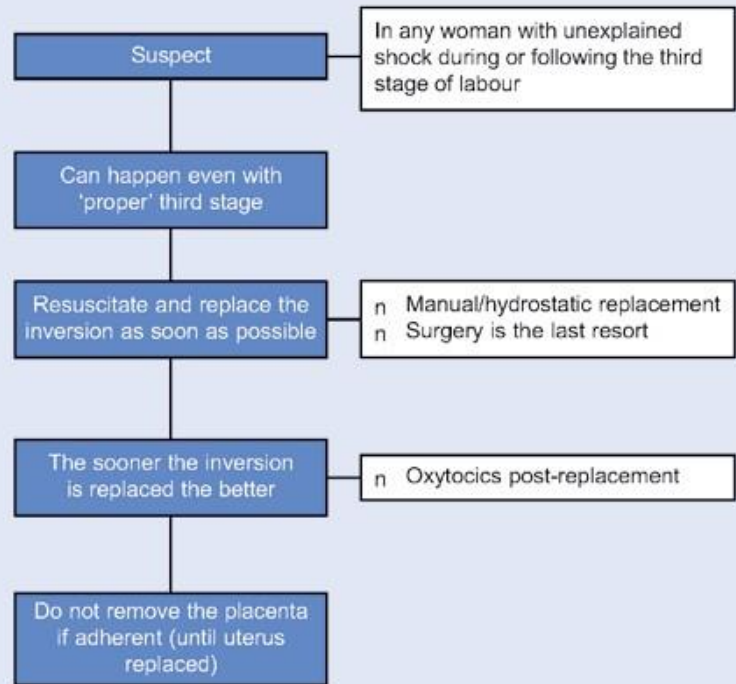 Suspect
In any woman with unexplained
shock during or following the third
stage of labour
Can happen even with
‘proper’ third stage
Resuscitate and replace the
inversion as soon as possible
n Manual/hydrostatic replacement
n Surgery is the last resort
The sooner the inversion
is replaced the better
n Oxytocics post-replacement
Do not remove the placenta
if adherent (until uterus
replaced)